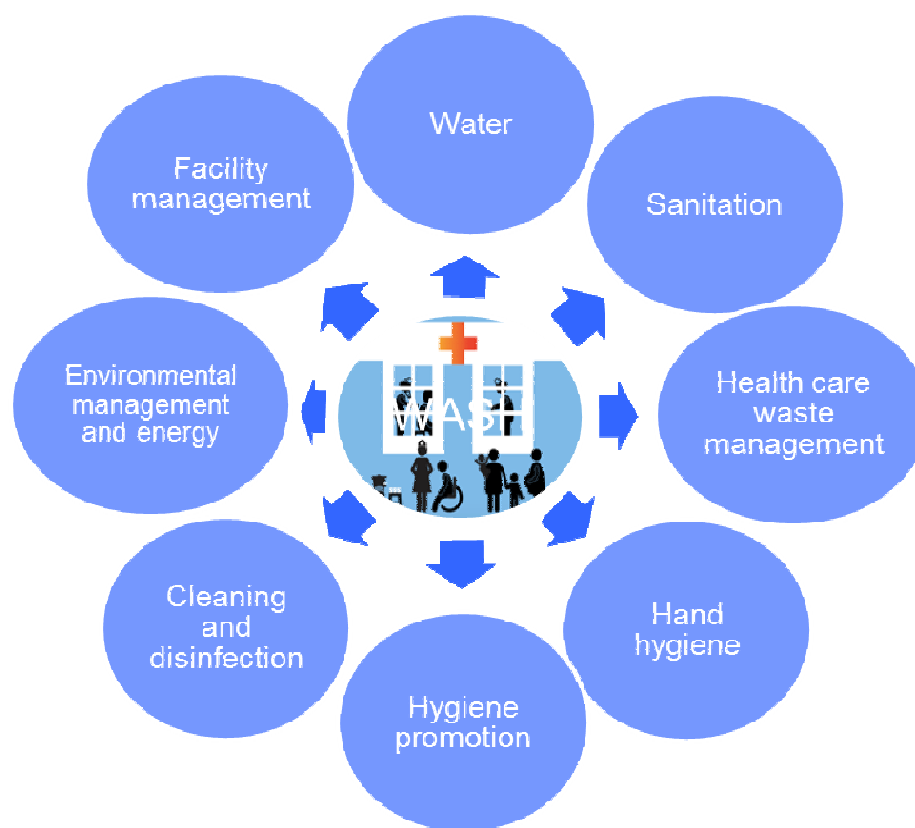 Water
Sanitation
Health care
waste
management
Hand
hygiene
Hygiene
promotion
Cleaning
and
disinfection
Environmental
management
and energy
Facility
management
WASH